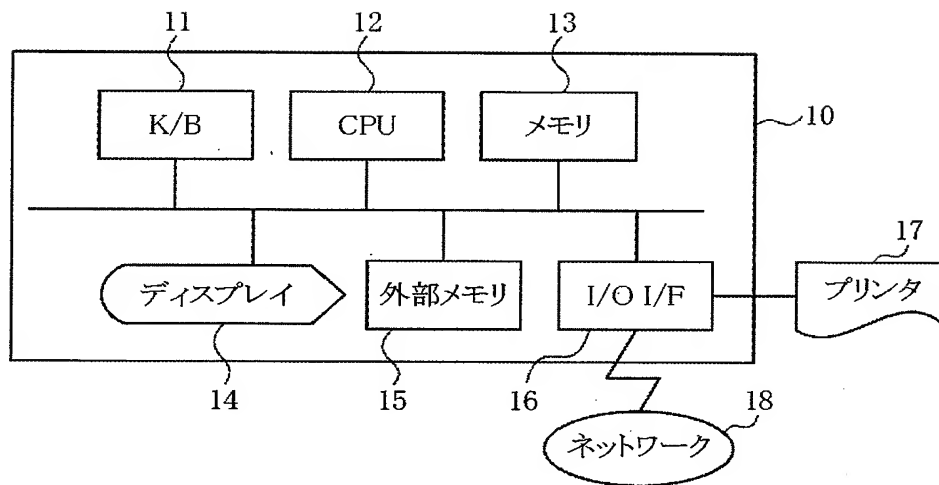 11
12
13
K/B
CPU
メモリ
10
ディスプレイ
外部メモリ
I/O I/F
17
プリンタ
14
15
16
18
ネットワーク